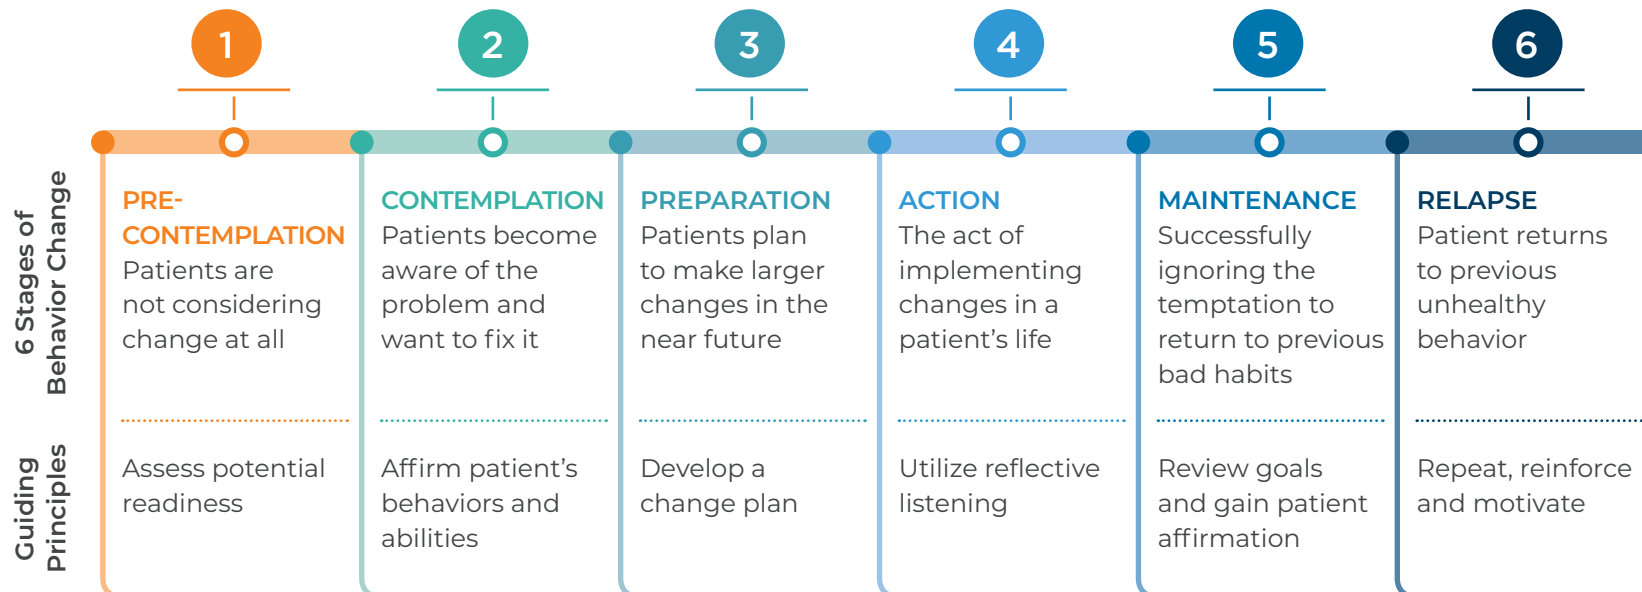 1
2
3
4
5
6
6 Stages of
Behavior Change
PRE-
CONTEMPLATION
Patients are
not considering
change at all
CONTEMPLATION
Patients become
aware of the
problem and
want to fix it
PREPARATION
Patients plan
to make larger
changes in the
near future
ACTION
The act of
implementing
changes in a
patient’s life
MAINTENANCE
Successfully
ignoring the
temptation to
return to previous
bad habits
RELAPSE
Patient returns
to previous
unhealthy
behavior
Guiding
Principles
Assess potential
readiness
Affirm patient’s
behaviors and
abilities
Develop a
change plan
Utilize reflective
listening
Review goals
and gain patient
affirmation
Repeat, reinforce
and motivate